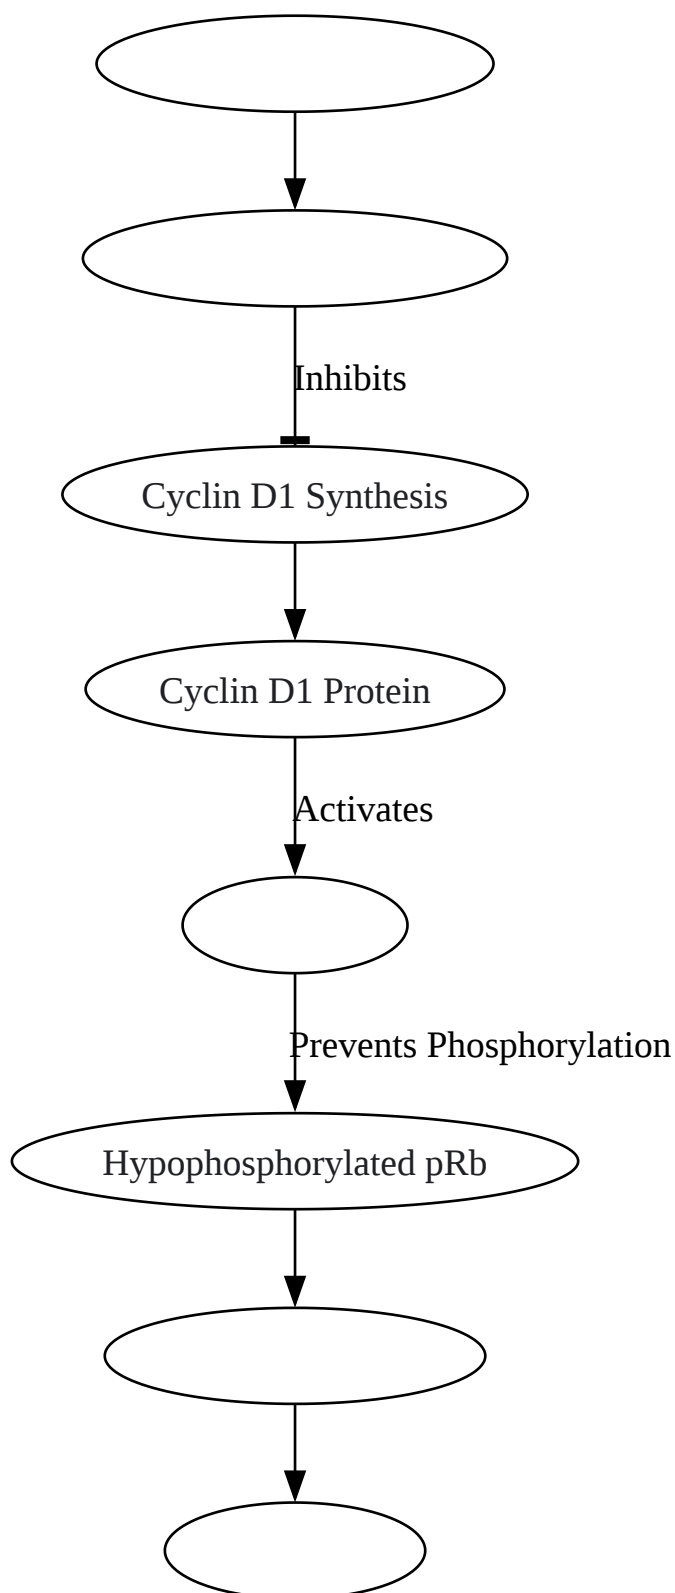 Inhibits
Cyclin D1 Synthesis
Cyclin D1 Protein
Activates
Prevents Phosphorylation
Hypophosphorylated pRb